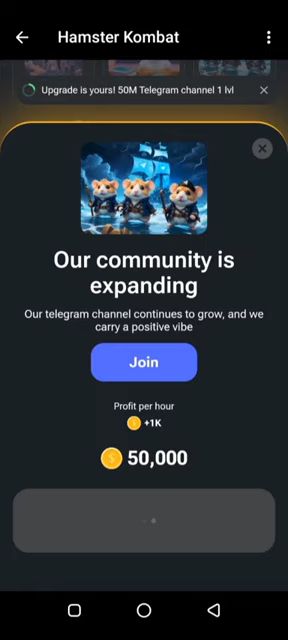 Hamster Kombat
Upgrade is yours! 50M Telegram channel 1 lvl
Our community is
expanding
Our telegram channel continues to grow, and we
carry a positive vibe
Join
Profit per hour
+1K
50,000